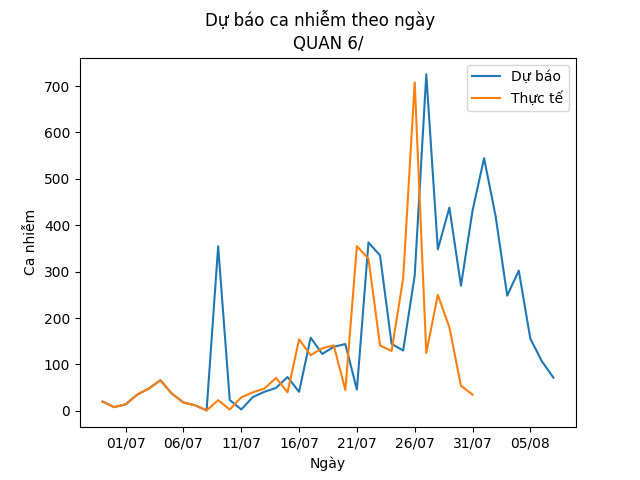 Dự báo ca nhiễm theo ngày
QUAN 6/
Dự báo
Thực tế
700
600
500
400
300
200
100
0
Ca nhiễm
01/07 06/07 11/07 16/07 21/07 26/07 31/07 05/08
Ngày